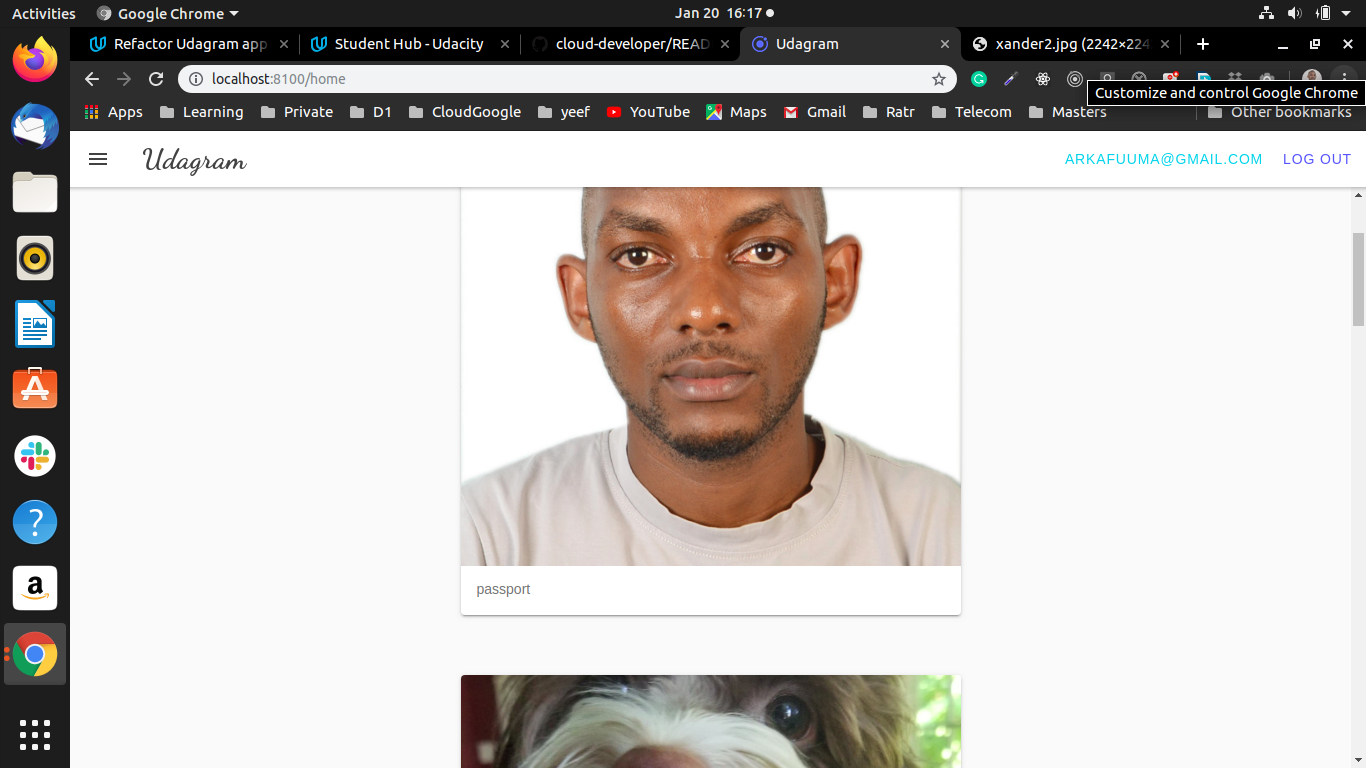 Activities Google Chrome Jan 20 16:17
Refactor Udagram app Student Hub - Udacity cloud-developer/READ Udagram xander2.jpg (2242×224
localhost:8100/home
Customize and control Google Chrome
Apps Learning Private D1 CloudGoogle yeef YouTube Maps Gmail Ratr Telecom Masters Other bookmarks
Udagram ARKAFUUMA@GMAIL.COM LOG OUT
passport